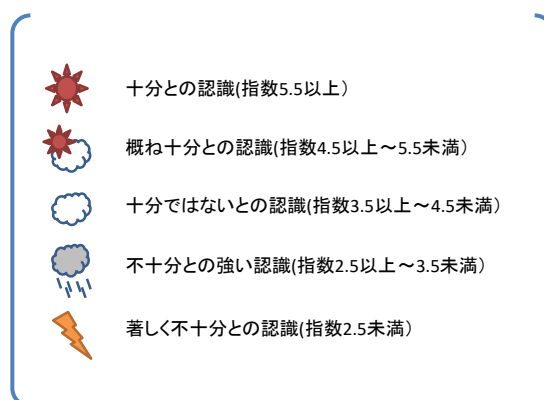 十分との認識(指数5.5以上)
概ね十分との認識(指数4.5以上～5.5未満)
十分ではないとの認識(指数3.5以上～4.5未満)
不十分との強い認識(指数2.5以上～3.5未満)
著しく不十分との認識(指数2.5未満)